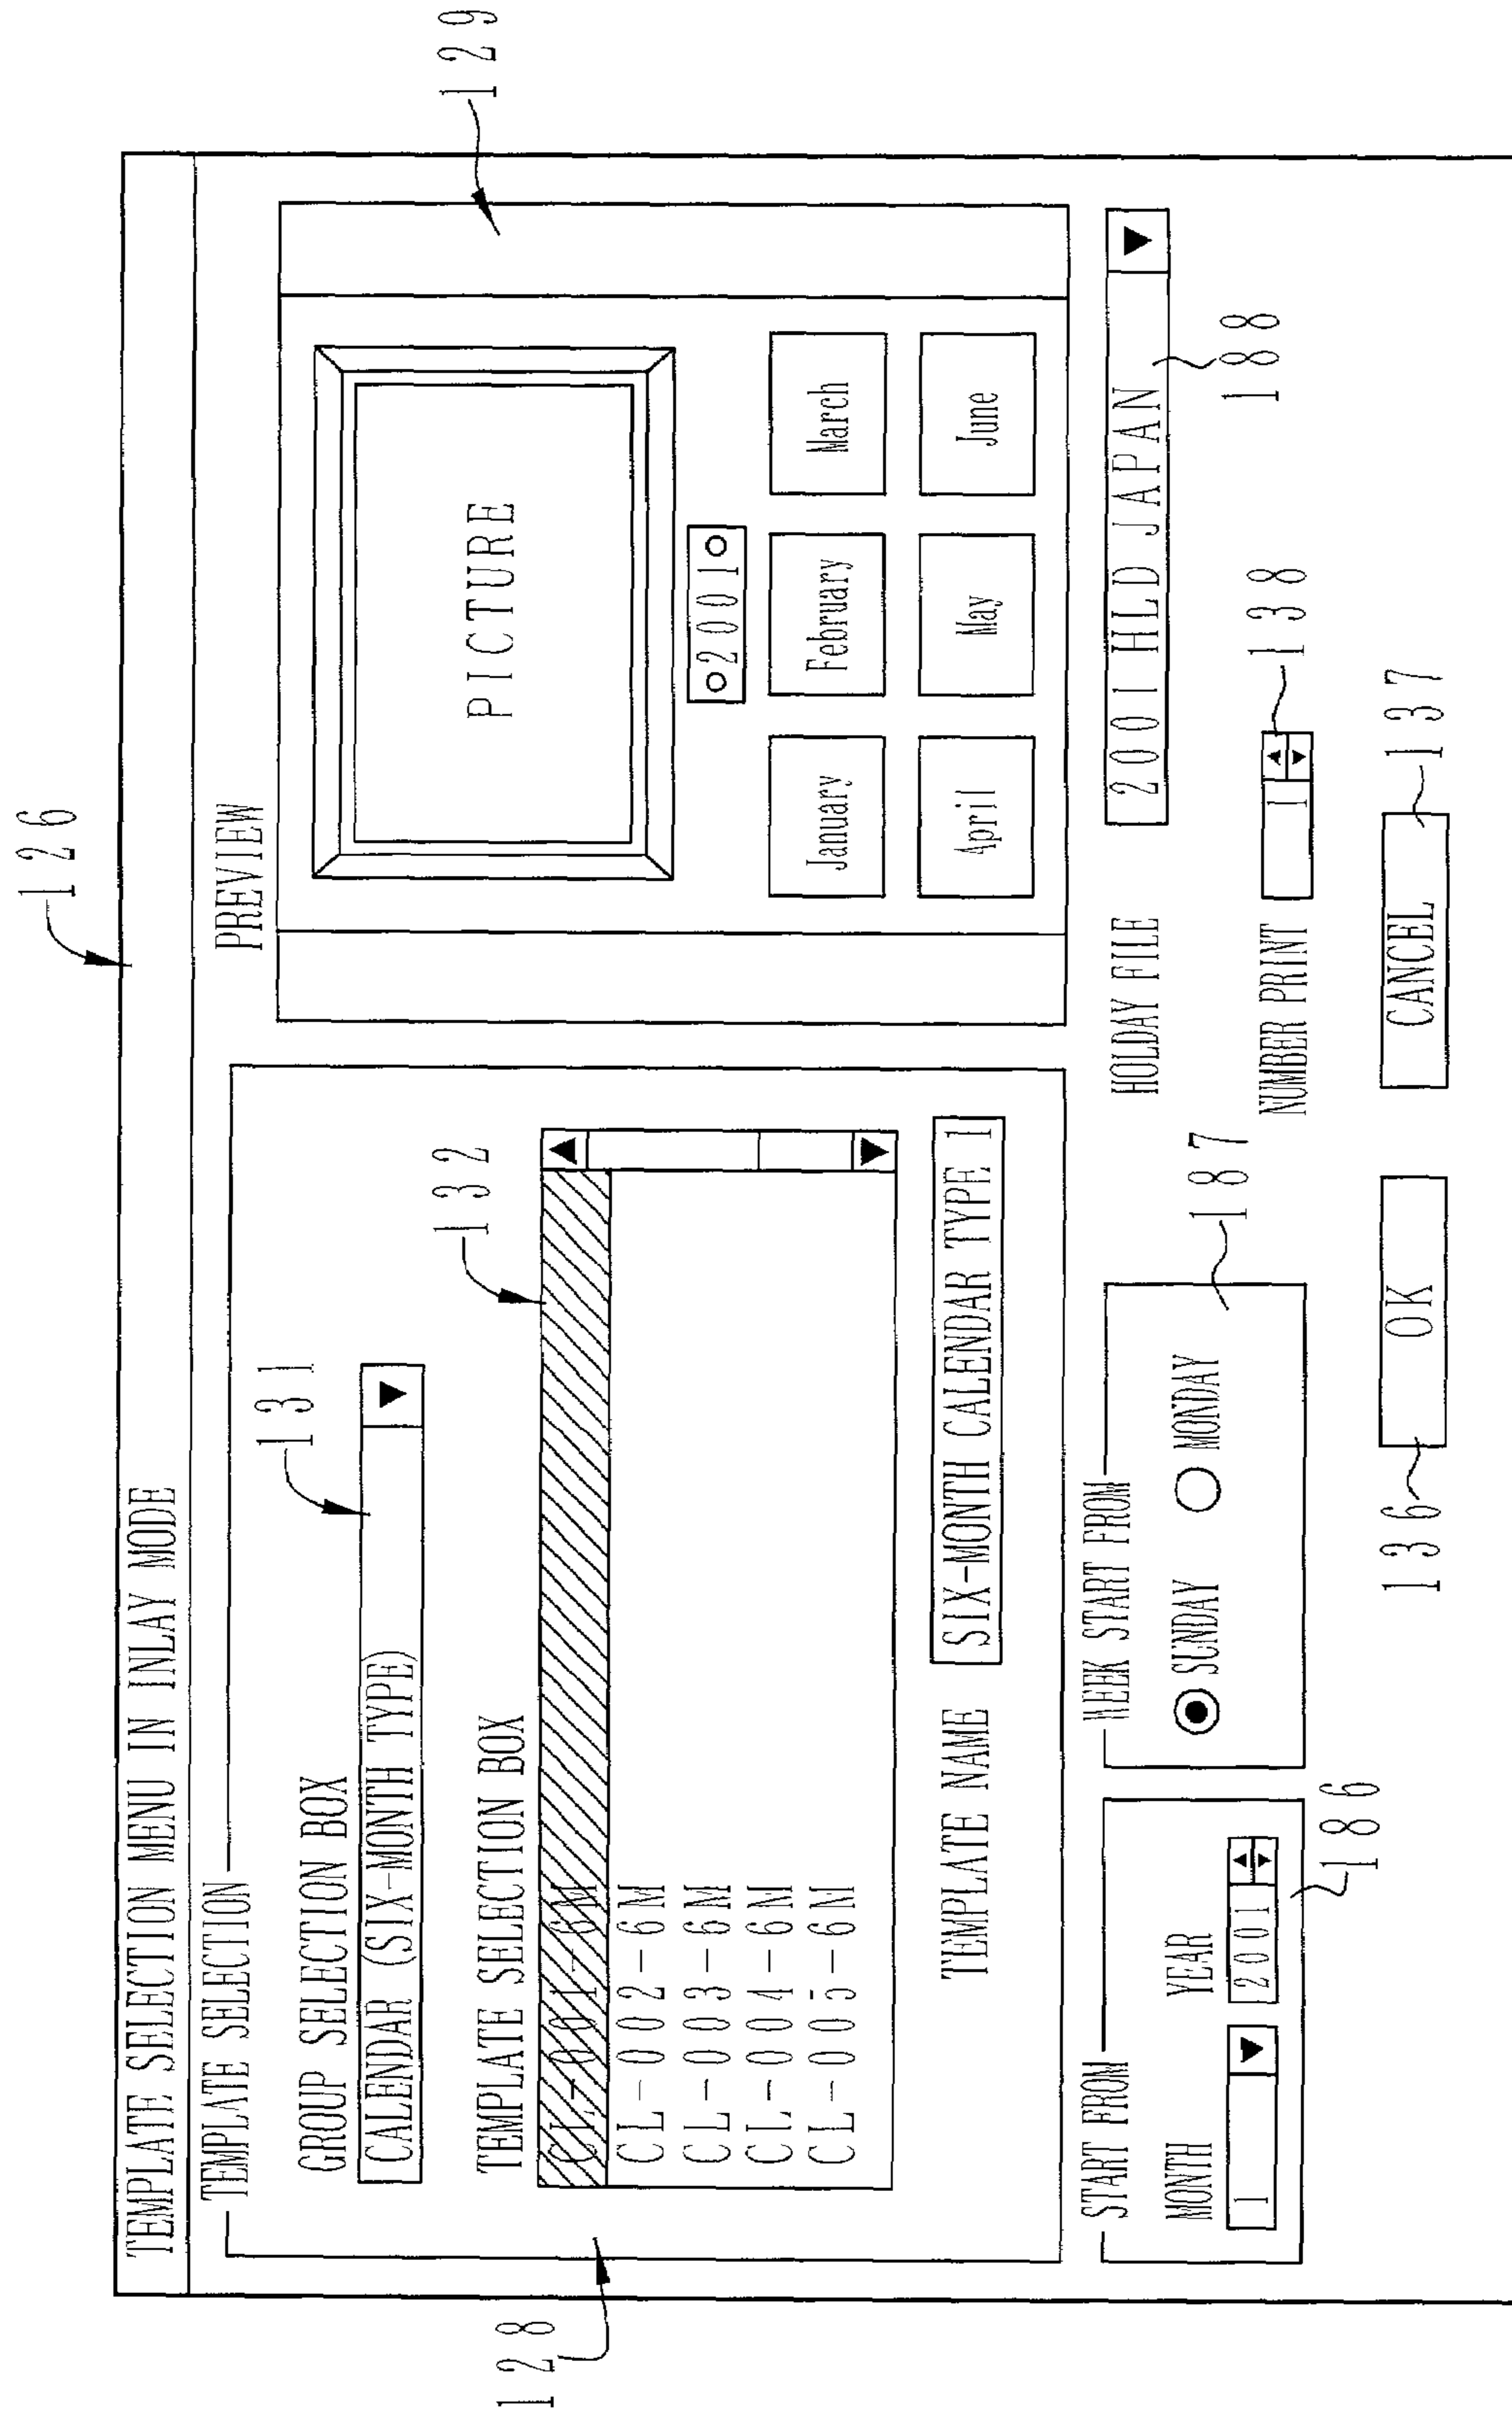 126
TEMPLATE SELECTION MENU IN INLAY MODE
TEMPLATE SELECTION
GROUP SELECTION BOX
131
CALENDAR (SIX-MONTH TYPE)
TEMPLATE SELECTION BOX
132
CL-001-6M
CL-002-6M
CL-003-6M
CL-004-6M
CL-005-6M
TEMPLATE NAME SIX-MONTH CALENDAR TYPE 1
128
PREVIEW
129
PICTURE
2001
January February March
April May June
START FROM
MONTH YEAR
1 2001
186
WEEK START FROM
SUNDAY MONDAY
187
HOLDAY FILE 2001 HLD JAPAN
188
NUMBER PRINT 1
138
OK CANCEL
136 137